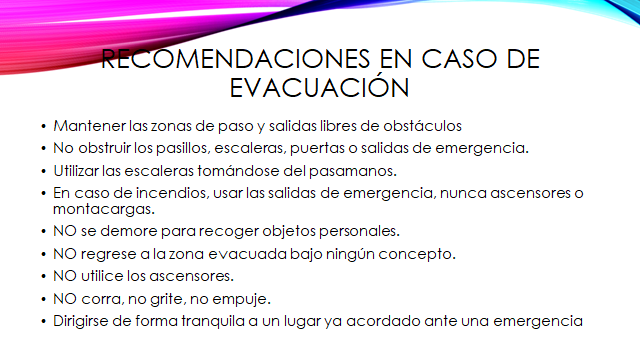 RECOMENDACIONES EN CASO DE
EVACUACIÓN
• Mantener las zonas de paso y salidas libres de obstáculos
• No obstruir los pasillos, escaleras, puertas o salidas de emergencia.
• Utilizar las escaleras tomándose del pasamanos.
• En caso de incendios, usar las salidas de emergencia, nunca ascensores o
montacargas.
• NO se demore para recoger objetos personales.
• NO regrese a la zona evacuada bajo ningún concepto.
• NO utilice los ascensores.
• NO corra, no grite, no empuje.
• Dirigirse de forma tranquila a un lugar ya acordado ante una emergencia